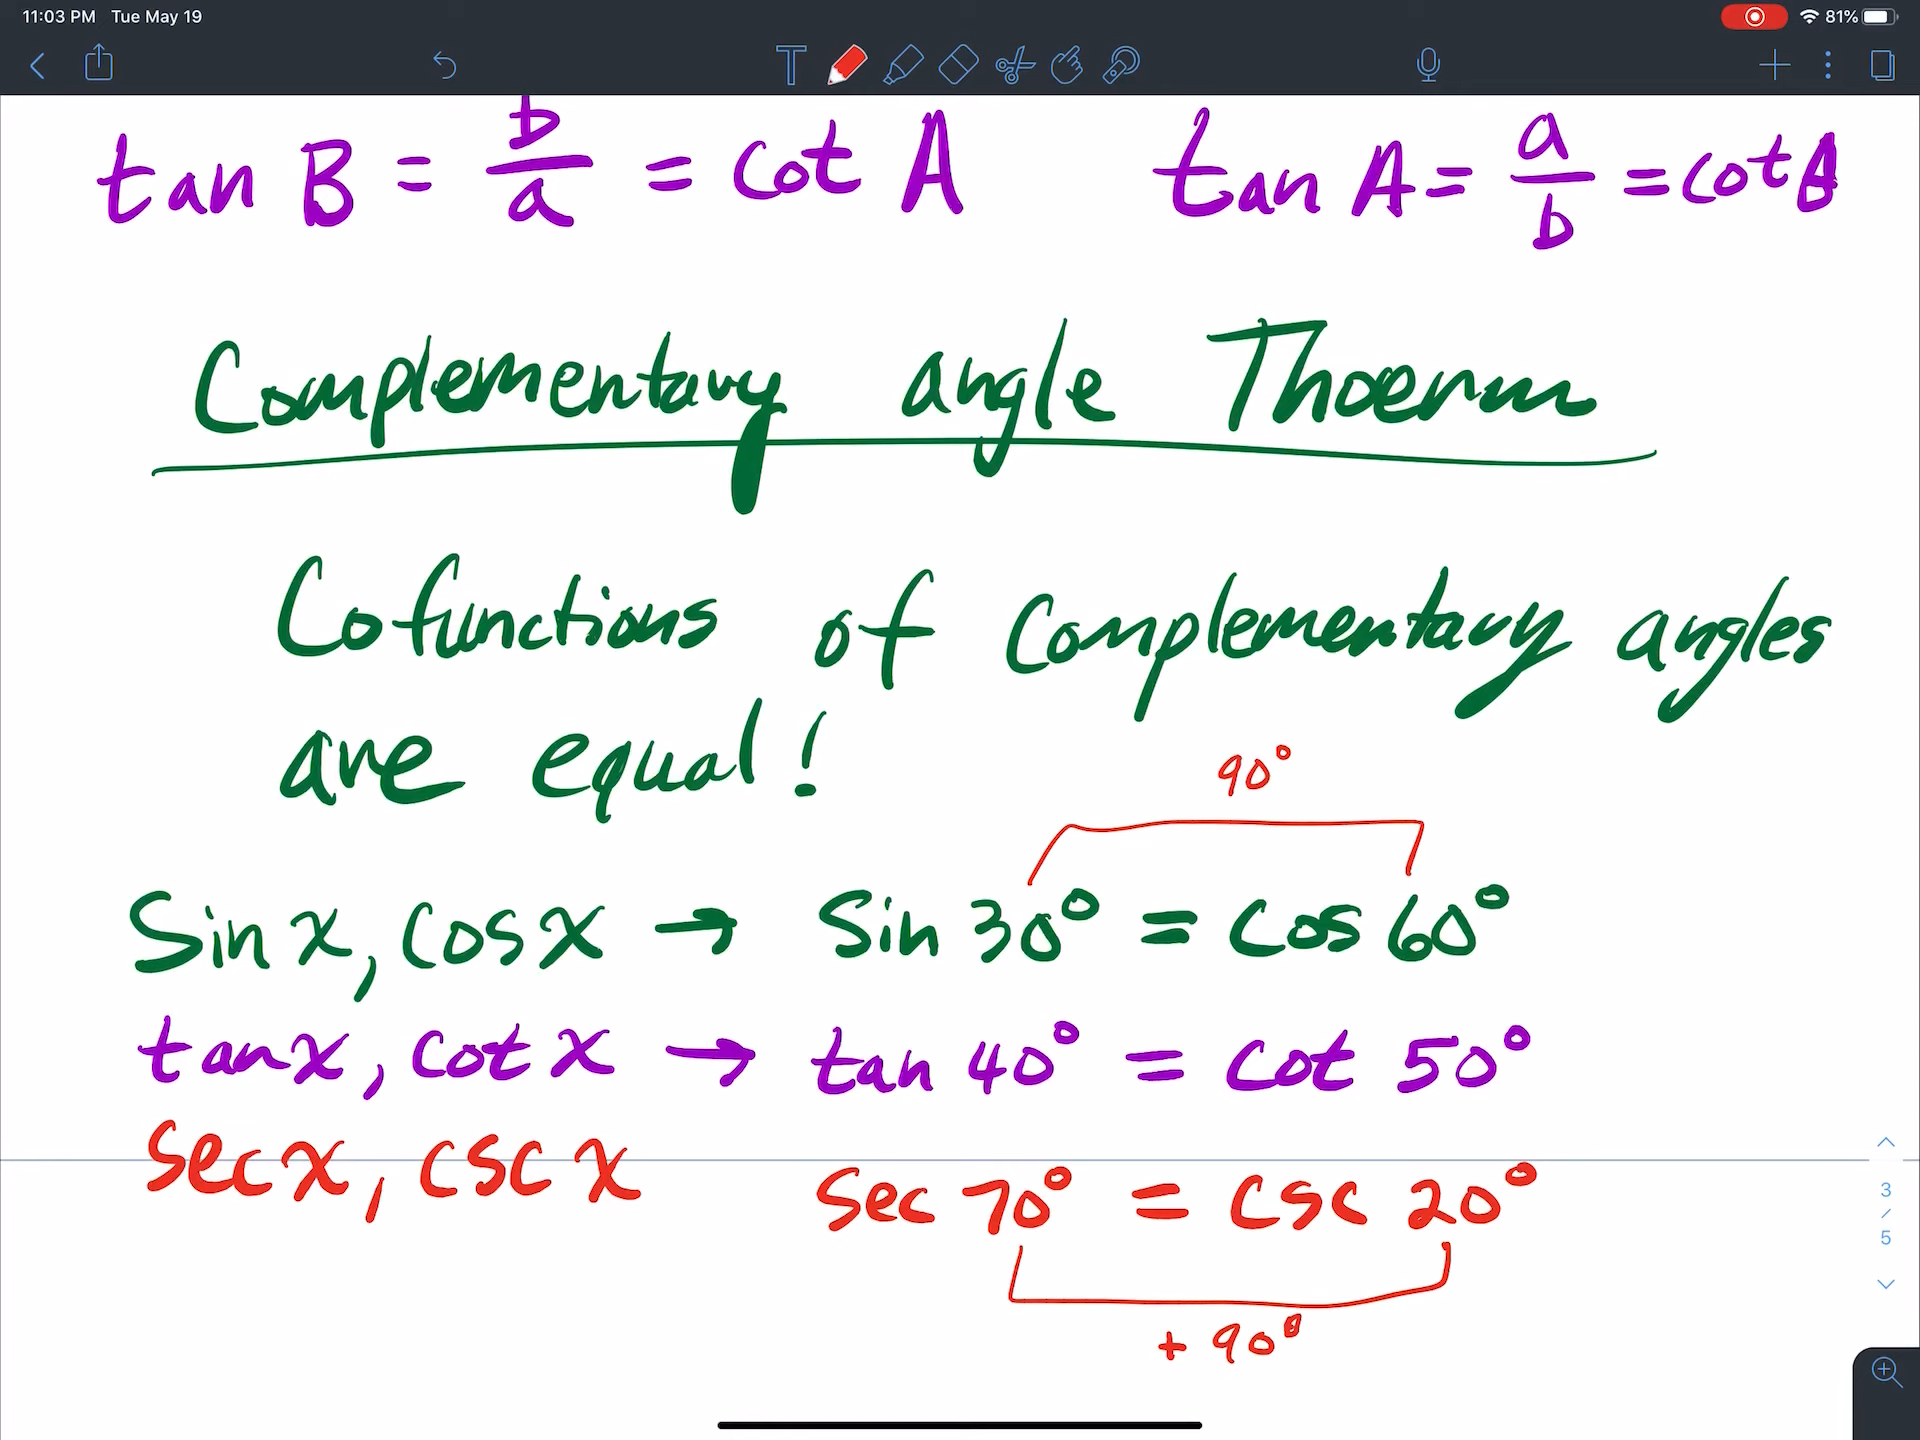 11:03 PM Tue May 19 81%
tan B = b/a = cot A tan A = a/b = cot
Complementary angle Thoerm
Cofunctions of complementary angles
are equal!
90°
Sin x, cos x → Sin 30° = cos 60°
tan x, cot x → tan 40° = cot 50°
3
/
5
sec x, csc x sec 70° = csc 20°
+ 90°